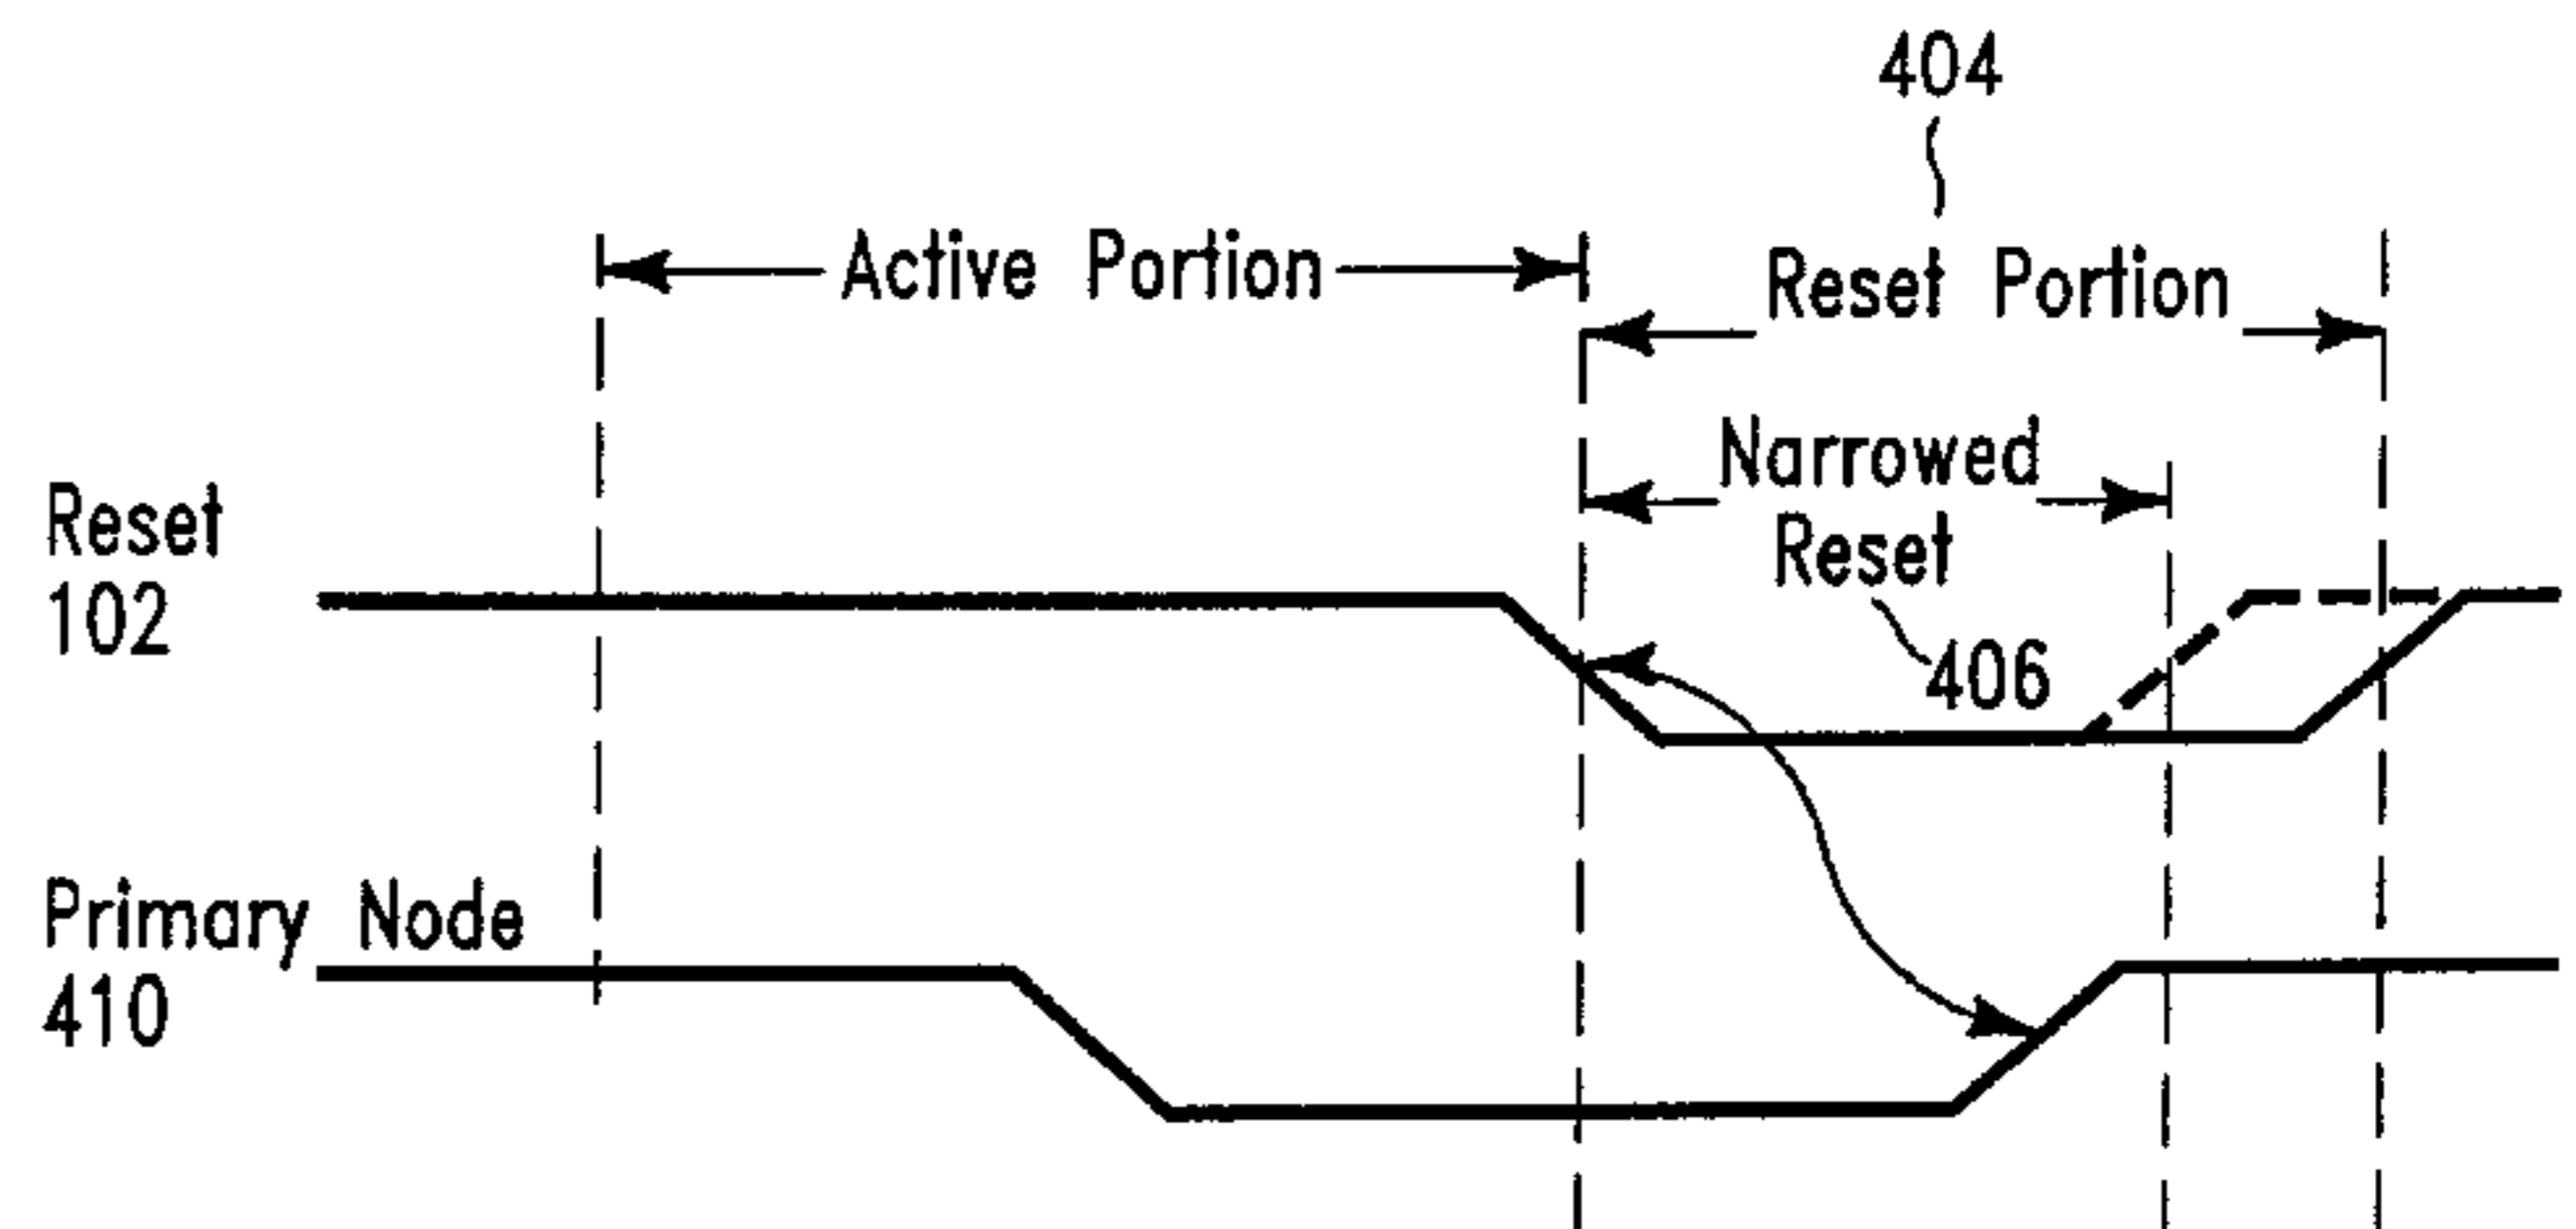 404
Active Portion
Reset Portion
Narrowed
Reset
406
Reset
102
Primary Node
410